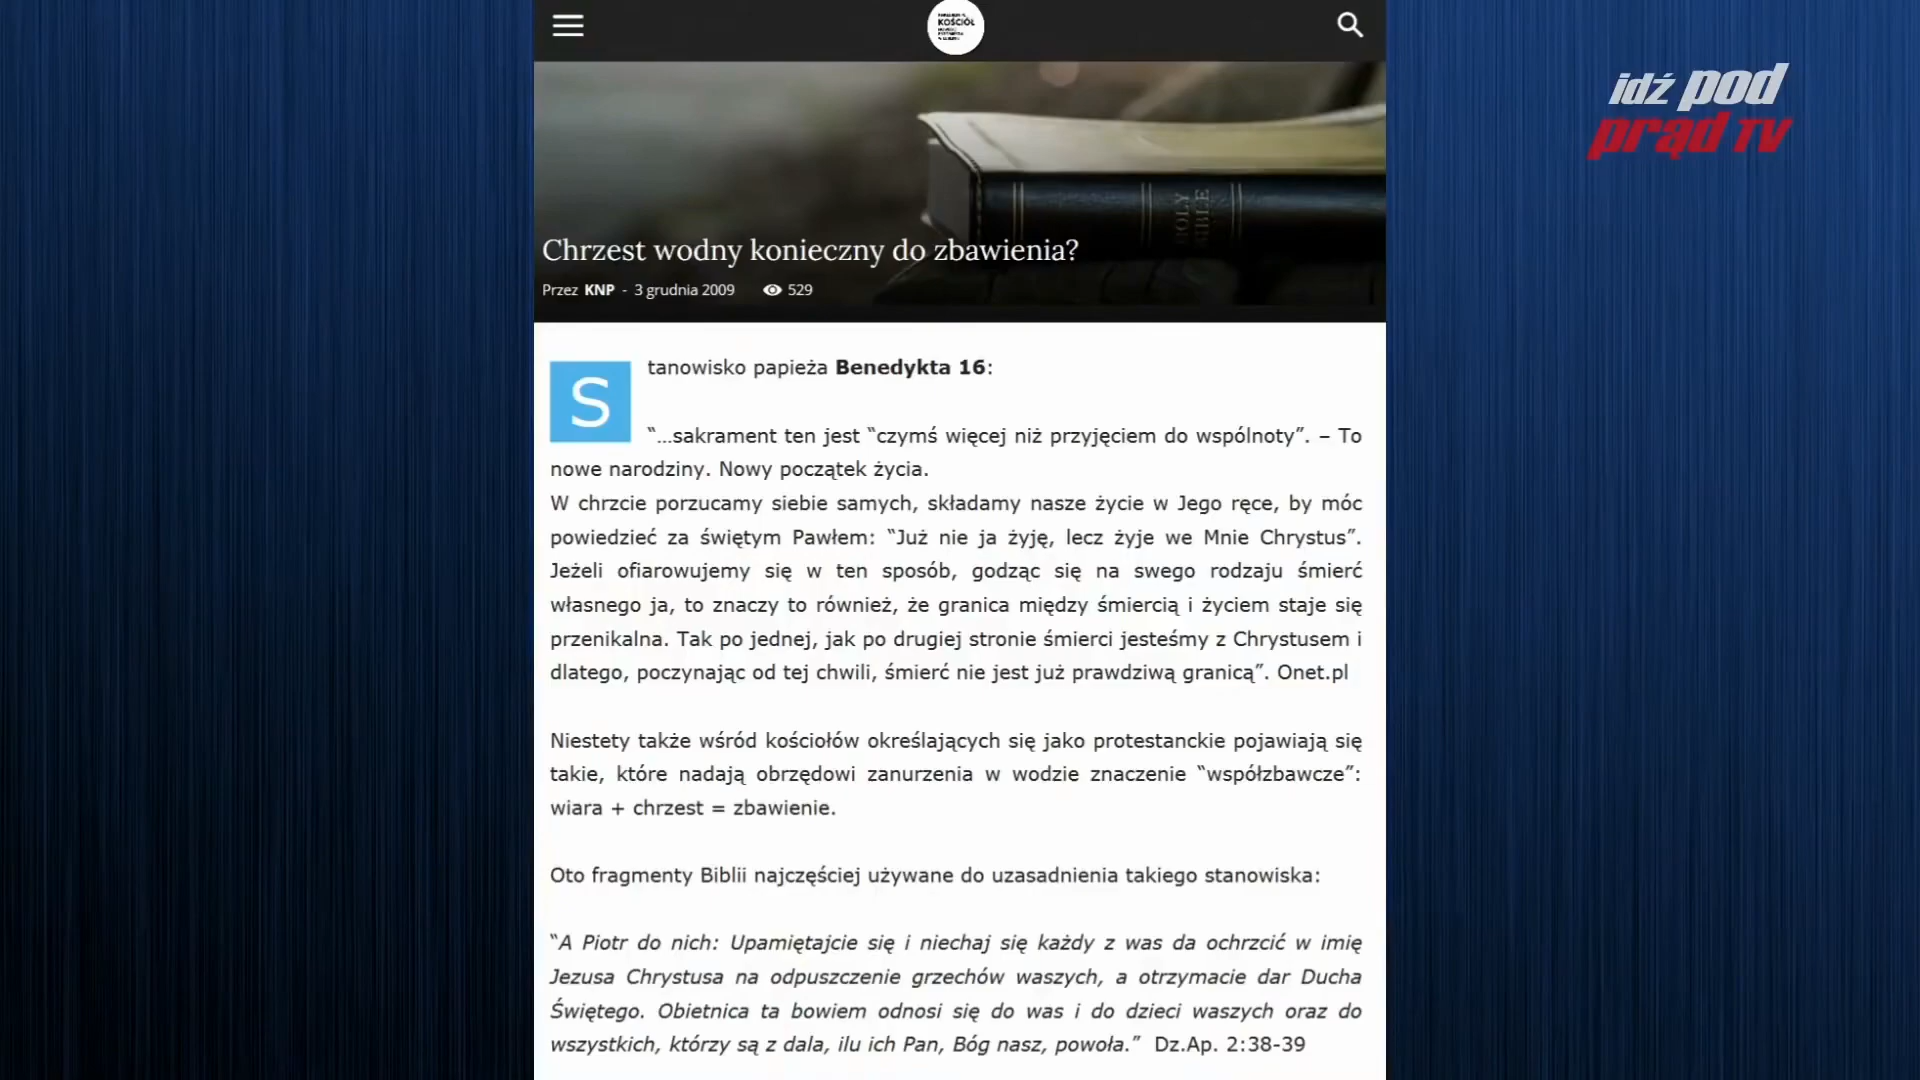 KOŚCIÓŁ
idź pod
prąd TV
HOLY
BIBLE
Chrzest wodny konieczny do zbawienia?
Przez KNP - 3 grudnia 2009 529
Stanowisko papieża Benedykta 16:
“...sakrament ten jest “czymś więcej niż przyjęciem do wspólnoty”. – To
nowe narodziny. Nowy początek życia.
W chrzcie porzucamy siebie samych, składamy nasze życie w Jego ręce, by móc
powiedzieć za świętym Pawłem: “Już nie ja żyję, lecz żyje we Mnie Chrystus”.
Jeżeli ofiarowujemy się w ten sposób, godząc się na swego rodzaju śmierć
własnego ja, to znaczy to również, że granica między śmiercią i życiem staje się
przenikalna. Tak po jednej, jak po drugiej stronie śmierci jesteśmy z Chrystusem i
dlatego, poczynając od tej chwili, śmierć nie jest już prawdziwą granicą”. Onet.pl
Niestety także wśród kościołów określających się jako protestanckie pojawiają się
takie, które nadają obrzędowi zanurzenia w wodzie znaczenie “współzbawcze”:
wiara + chrzest = zbawienie.
Oto fragmenty Biblii najczęściej używane do uzasadnienia takiego stanowiska:
“A Piotr do nich: Upamiętajcie się i niechaj się każdy z was da ochrzcić w imię
Jezusa Chrystusa na odpuszczenie grzechów waszych, a otrzymacie dar Ducha
Świętego. Obietnica ta bowiem odnosi się do was i do dzieci waszych oraz do
wszystkich, którzy są z dala, ilu ich Pan, Bóg nasz, powoła.” Dz.Ap. 2:38-39